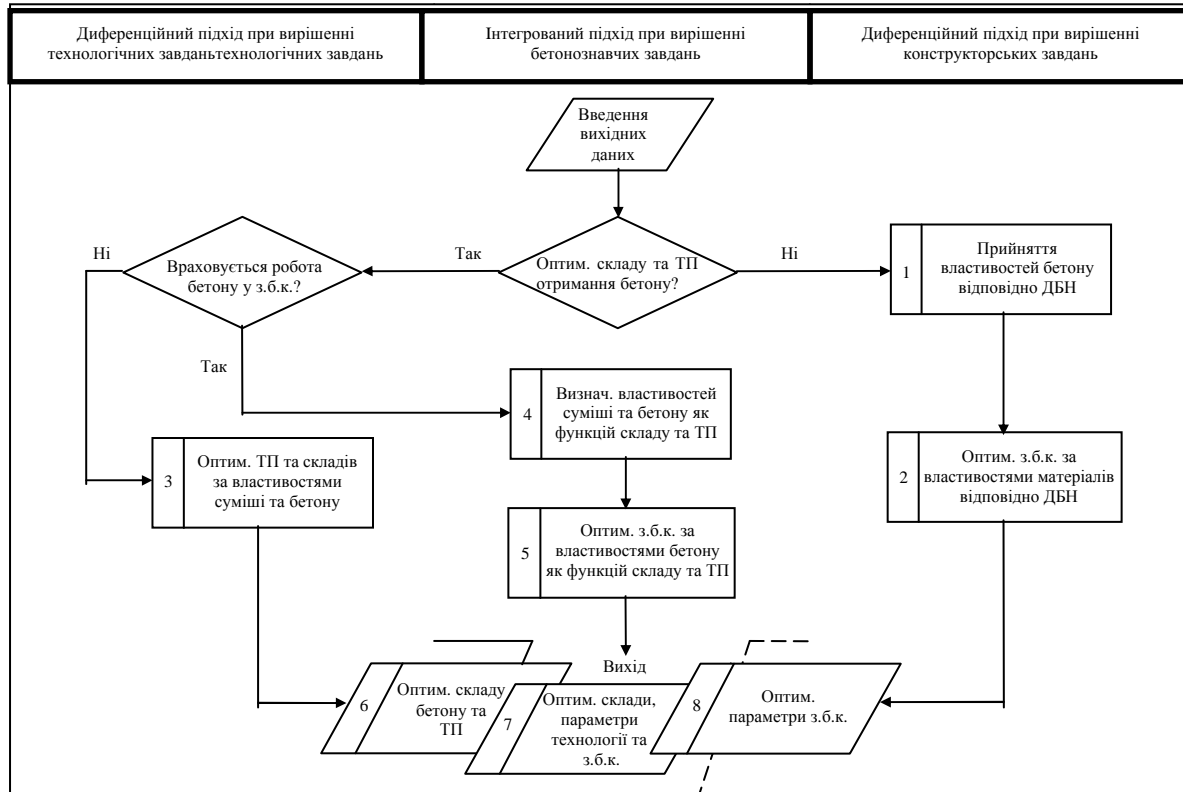 Диференційний підхід при вирішенні
технологічних завданьтехнологічних завдань
Інтегрований підхід при вирішенні
бетонознавчих завдань
Диференційний підхід при вирішенні
конструкторських завдань
Введення
вихідних
даних
Ні
Враховується робота
бетону у з.б.к.?
Так
Оптим. складу та ТП
отримання бетону?
Ні
1
Прийняття
властивостей бетону
відповідно ДБН
Так
4
Визнач. властивостей
суміші та бетону як
функцій складу та ТП
3
Оптим. ТП та складів
за властивостями
суміші та бетону
2
Оптим. з.б.к. за
властивостями матеріалів
відповідно ДБН
5
Оптим. з.б.к. за
властивостями бетону
як функцій складу та ТП
Вихід
6
Оптим. складу
бетону та
ТП
7
Оптим. склади,
параметри
технології та
з.б.к.
8
Оптим.
параметри з.б.к.